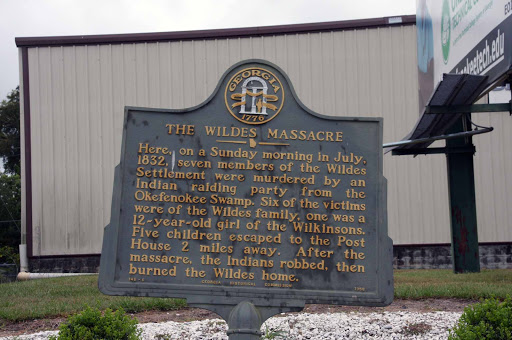 GEORGIA
1776
THE WILDES MASSACRE
Here, on a Sunday morning in July,
1832, seven members of the Wildes
Settlement were murdered by an
Indian raiding party from the
Okefenokee Swamp. Six of the victims
were of the Wildes family, one was a
12-year-old girl of the Wilkinsons.
Five children escaped to the Post
House 2 miles away. After the
massacre, the Indians robbed, then
burned the Wildes home.
GEORGIA HISTORICAL COMMISSION